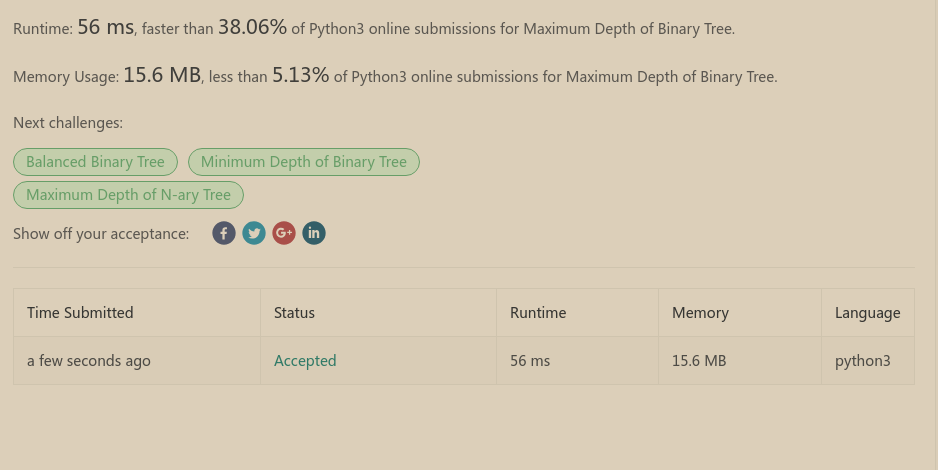 Runtime: 56 ms, faster than 38.06% of Python3 online submissions for Maximum Depth of Binary Tree.
Memory Usage: 15.6 MB, less than 5.13% of Python3 online submissions for Maximum Depth of Binary Tree.
Next challenges:
Balanced Binary Tree Minimum Depth of Binary Tree
Maximum Depth of N-ary Tree
Show off your acceptance: f G+ in
Time Submitted Status Runtime Memory Language
a few seconds ago Accepted 56 ms 15.6 MB python3